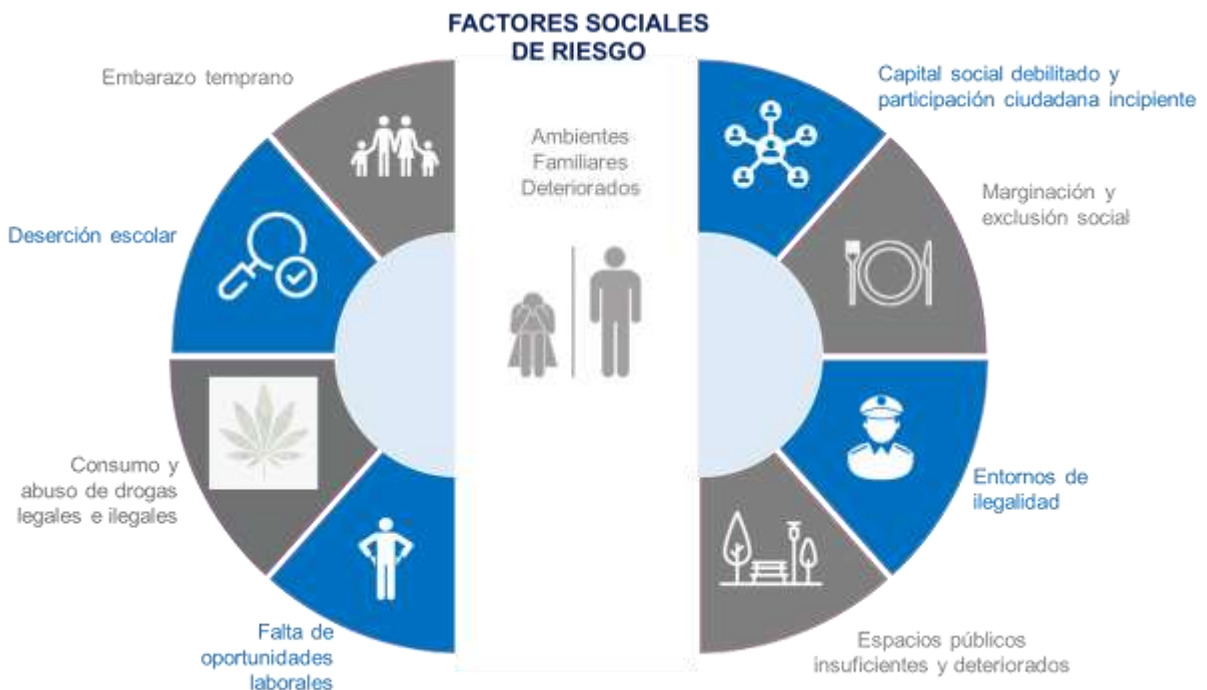 FACTORES SOCIALES
DE RIESGO
Embarazo temprano
Deserción escolar
Consumo y
abuso de drogas
legales e ilegales
Falta de
oportunidades
laborales
Ambientes
Familiares
Deteriorados
Capital social debilitado y
participación ciudadana incipiente
Marginación y
exclusión social
Entornos de
ilegalidad
Espacios públicos
insuficientes y deteriorados